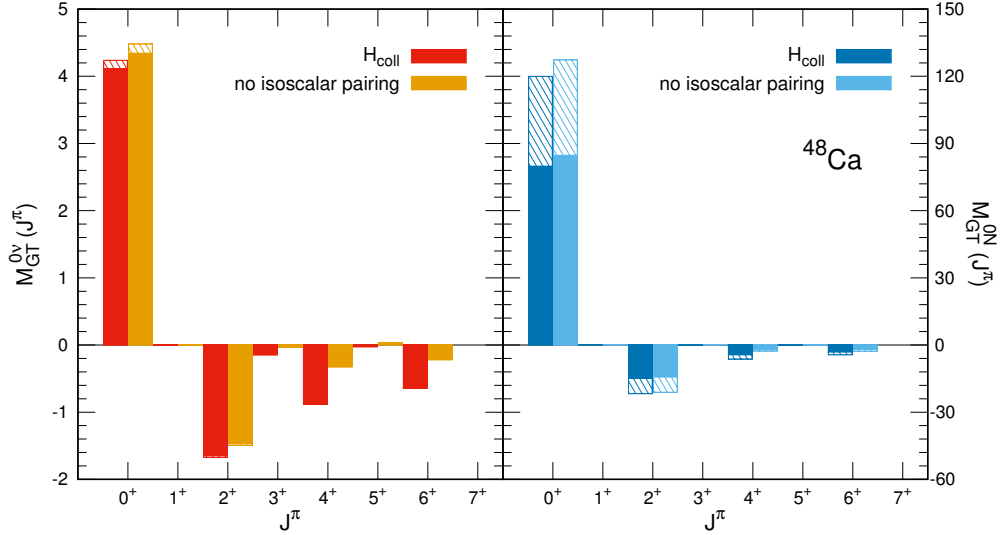 5
4
3
2
1
0
-1
-2
M_GT^0ν (J^π)
H_coll
no isoscalar pairing
0⁺ 1⁺ 2⁺ 3⁺ 4⁺ 5⁺ 6⁺ 7⁺
J^π
H_coll
no isoscalar pairing
⁴⁸Ca
150
120
90
60
30
0
-30
-60
M_GT^0N (J^π)
0⁺ 1⁺ 2⁺ 3⁺ 4⁺ 5⁺ 6⁺ 7⁺
J^π